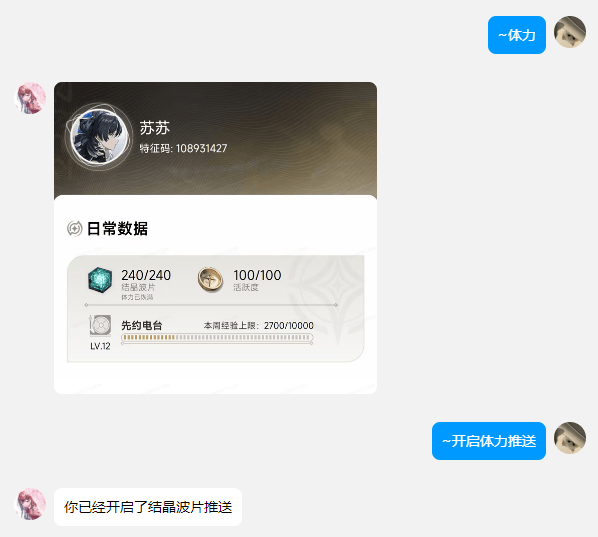 ~体力
苏苏
特征码: 108931427
日常数据
240/240
结晶波片
体力已恢满
100/100
活跃度
先约电台
本周经验上限：2700/10000
LV.12
~开启体力推送
你已经开启了结晶波片推送